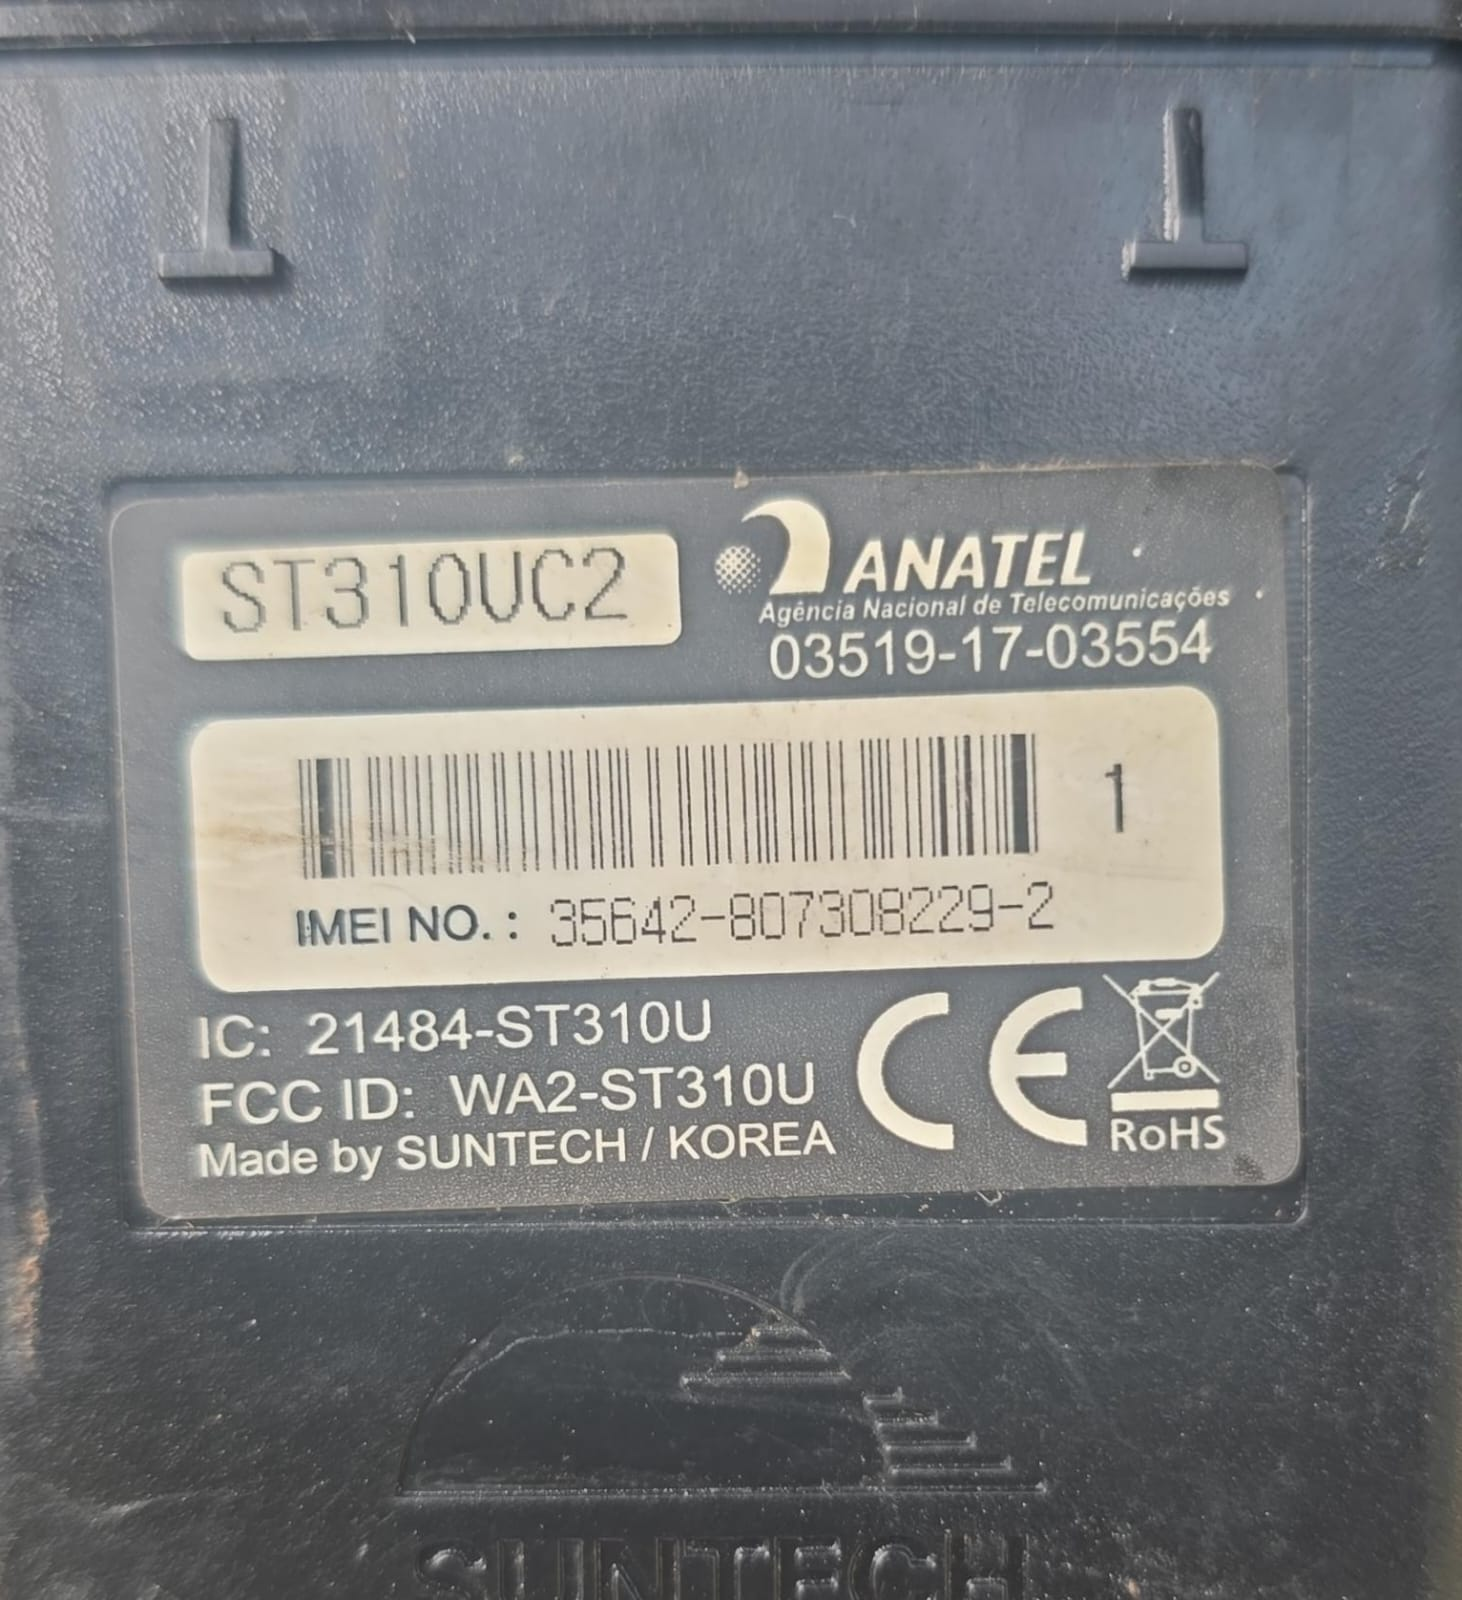 ST310UC2
ANATEL
Agência Nacional de Telecomunicações
03519-17-03554
1
IMEI NO. : 35642-807308229-2
IC: 21484-ST310U
FCC ID: WA2-ST310U
Made by SUNTECH / KOREA
CE
RoHS
SUNTECH